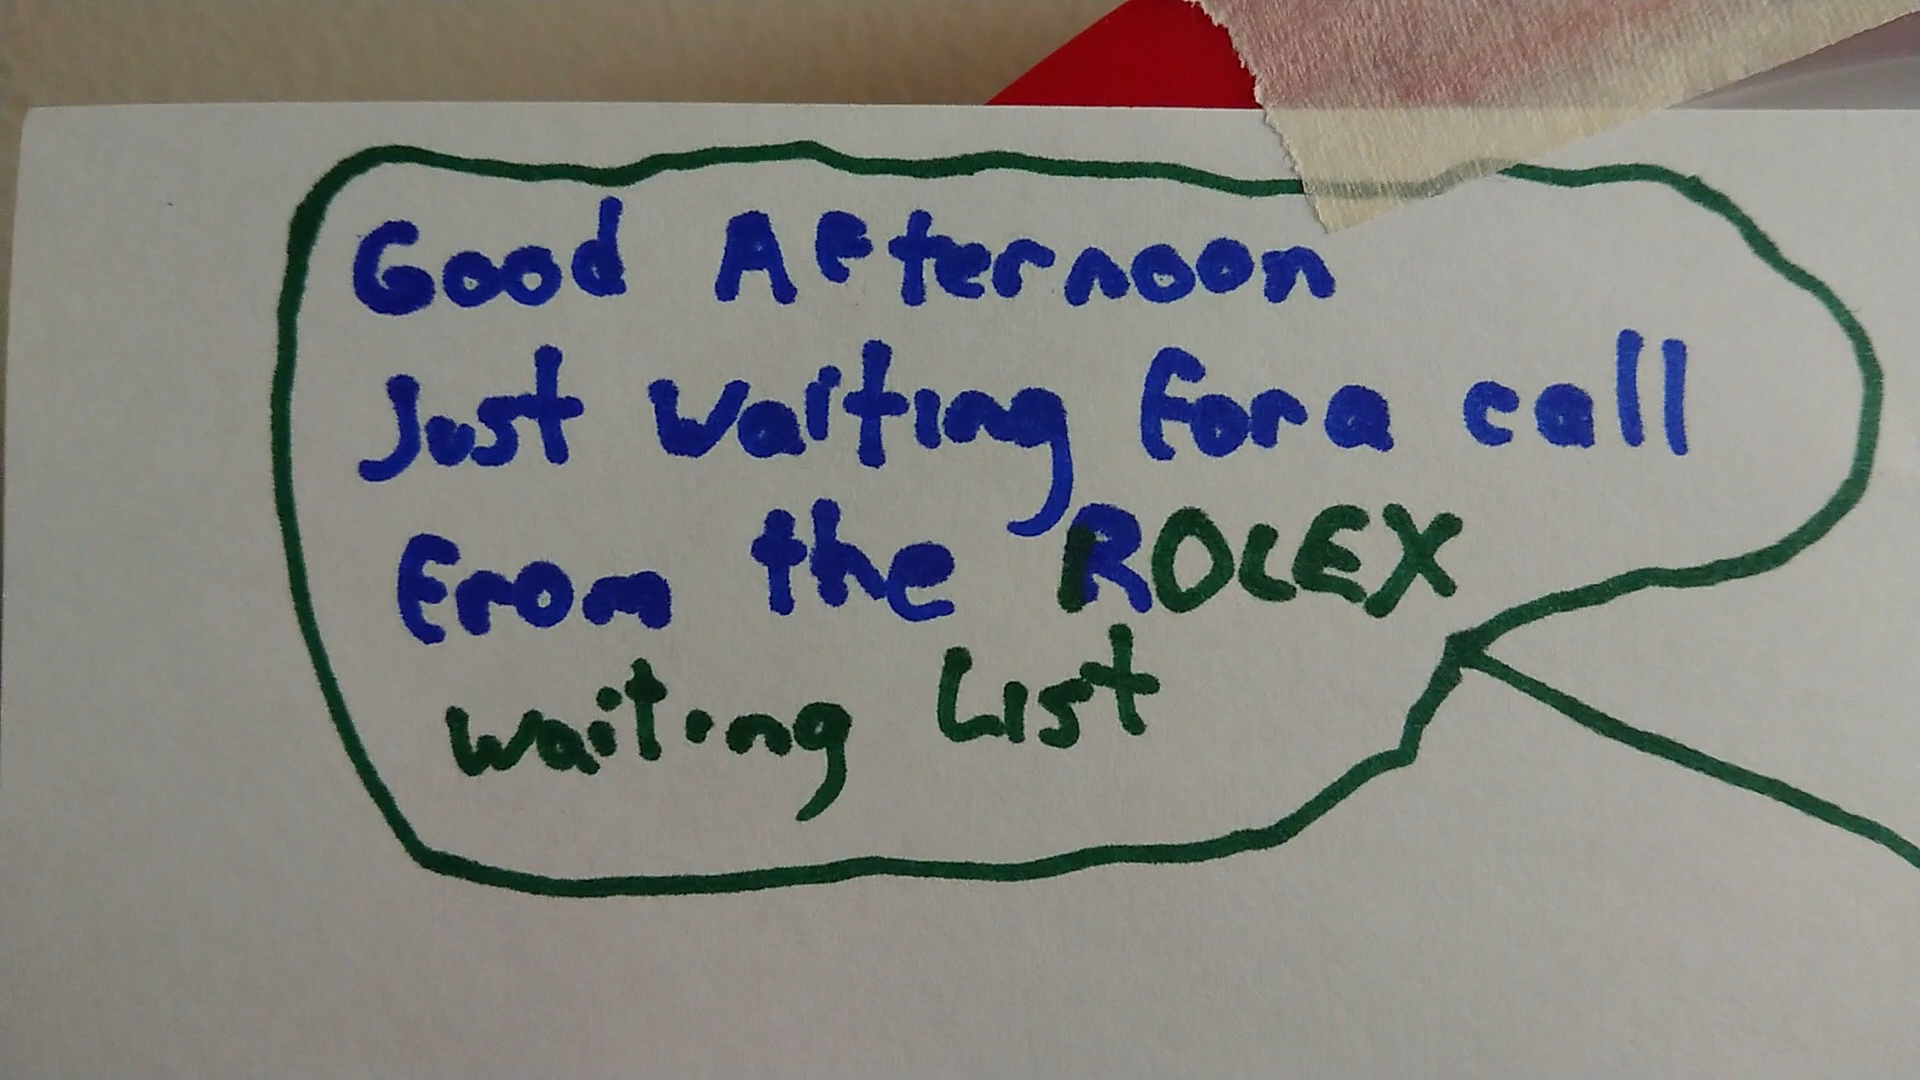 Good Afternoon
Just waiting for a call
from the ROLEX
waiting List